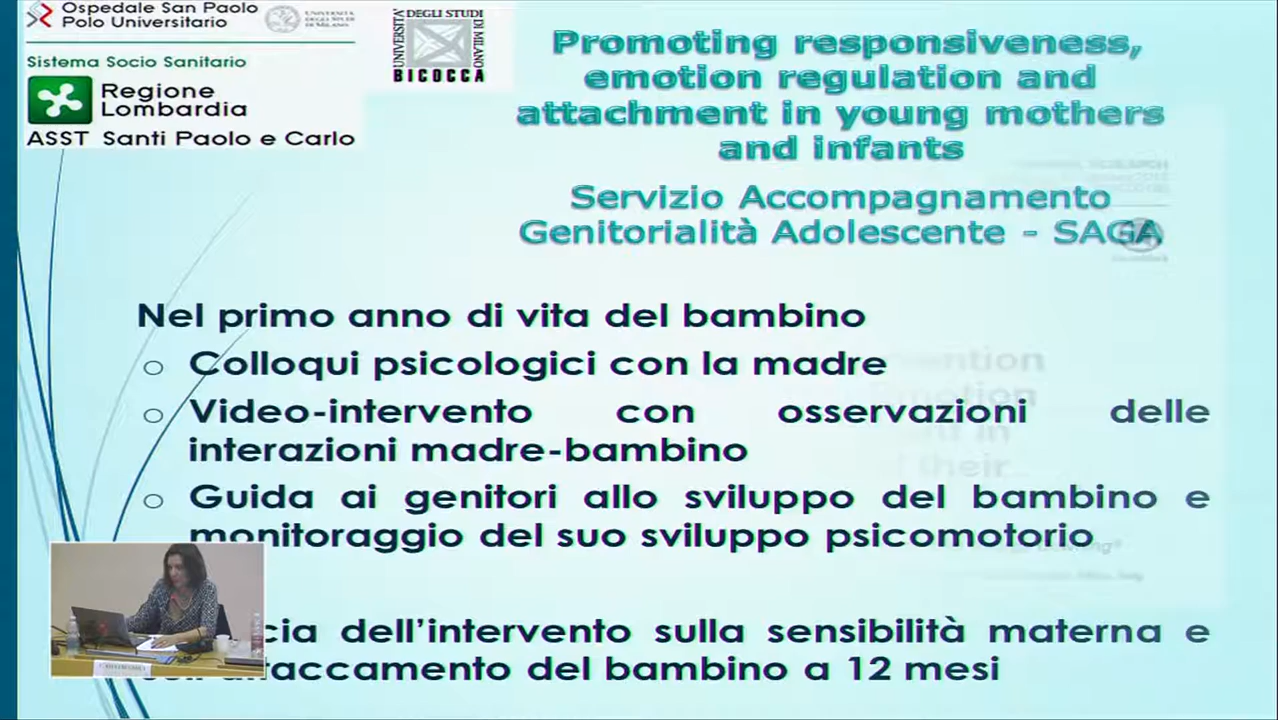 Ospedale San Paolo
Polo Universitario
UNIVERSITÀ
DEGLI STUDI
DI MILANO
Sistema Socio Sanitario
Regione
Lombardia
ASST Santi Paolo e Carlo
UNIVERSITA' DEGLI STUDI DI MILANO
BICOCCA
Promoting responsiveness,
emotion regulation and
attachment in young mothers
and infants
Servizio Accompagnamento
Genitorialità Adolescente - SAGA
Nel primo anno di vita del bambino
Colloqui psicologici con la madre
Video-intervento con osservazioni delle
interazioni madre-bambino
Guida ai genitori allo sviluppo del bambino e
monitoraggio del suo sviluppo psicomotorio
dell'intervento sulla sensibilità materna e
del bambino a 12 mesi